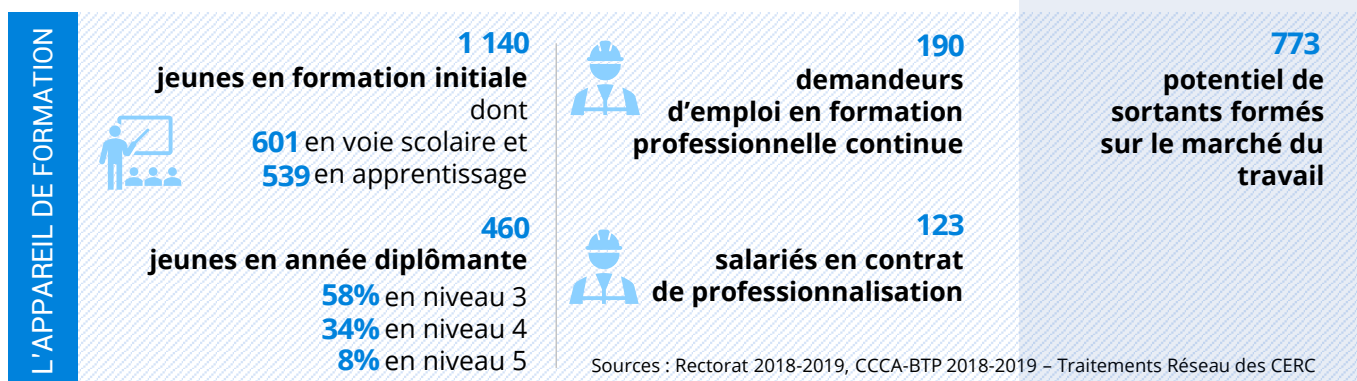 L'APPAREIL DE FORMATION
1 140
jeunes en formation initiale
dont
601 en voie scolaire et
539 en apprentissage
460
jeunes en année diplômante
58% en niveau 3
34% en niveau 4
8% en niveau 5
190
demandeurs
d’emploi en formation
professionnelle continue
123
salariés en contrat
de professionnalisation
773
potentiel de
sortants formés
sur le marché du
travail
Sources : Rectorat 2018-2019, CCCA-BTP 2018-2019 – Traitements Réseau des CERC